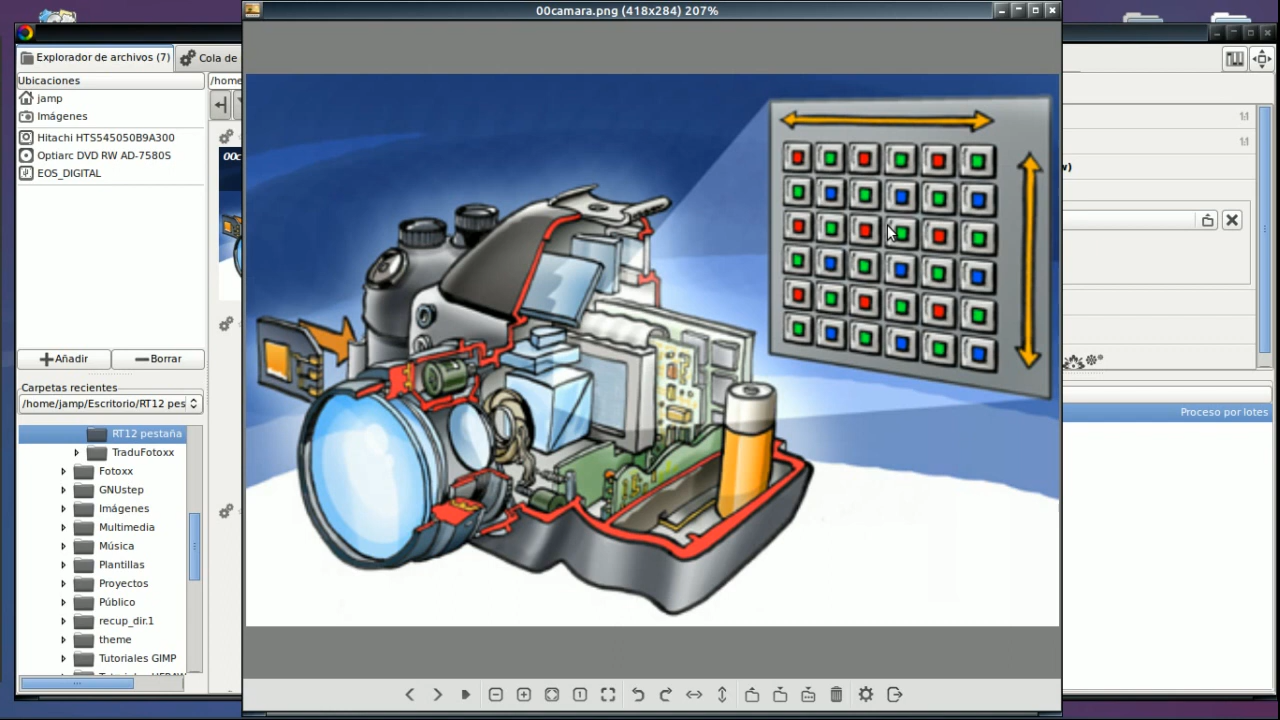 00camara.png (418x284) 207%
Explorador de archivos (7)
Cola de
Ubicaciones
/home
jamp
Imágenes
Hitachi HTS545050B9A300
Optiarc DVD RW AD-7580S
EOS_DIGITAL
00c
w)
Añadir
Borrar
Carpetas recientes
/home/jamp/Escritorio/RT12 pes
Proceso por lotes
RT12 pestaña
TraduFotoxx
Fotoxx
GNUstep
Imágenes
Multimedia
Música
Plantillas
Proyectos
Público
recup_dir.1
theme
Tutoriales GIMP